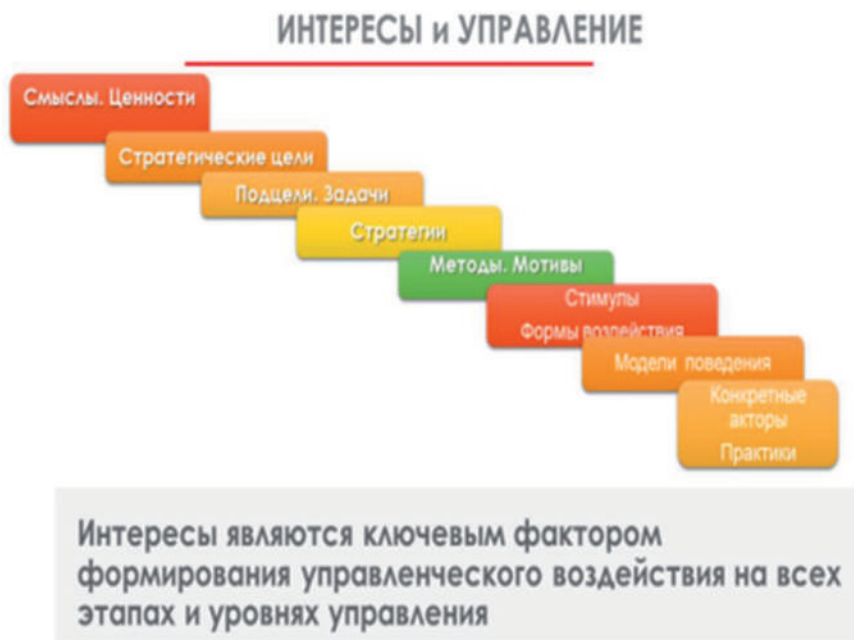 ИНТЕРЕСЫ и УПРАВЛЕНИЕ
Смыслы. Ценности
Стратегические цели
Подцели. Задачи
Стратегии
Методы. Мотивы
Стимулы
Формы воздействия
Модели поведения
Конкретные
акторы
Практики
Интересы являются ключевым фактором
формирования управленческого воздействия на всех
этапах и уровнях управления